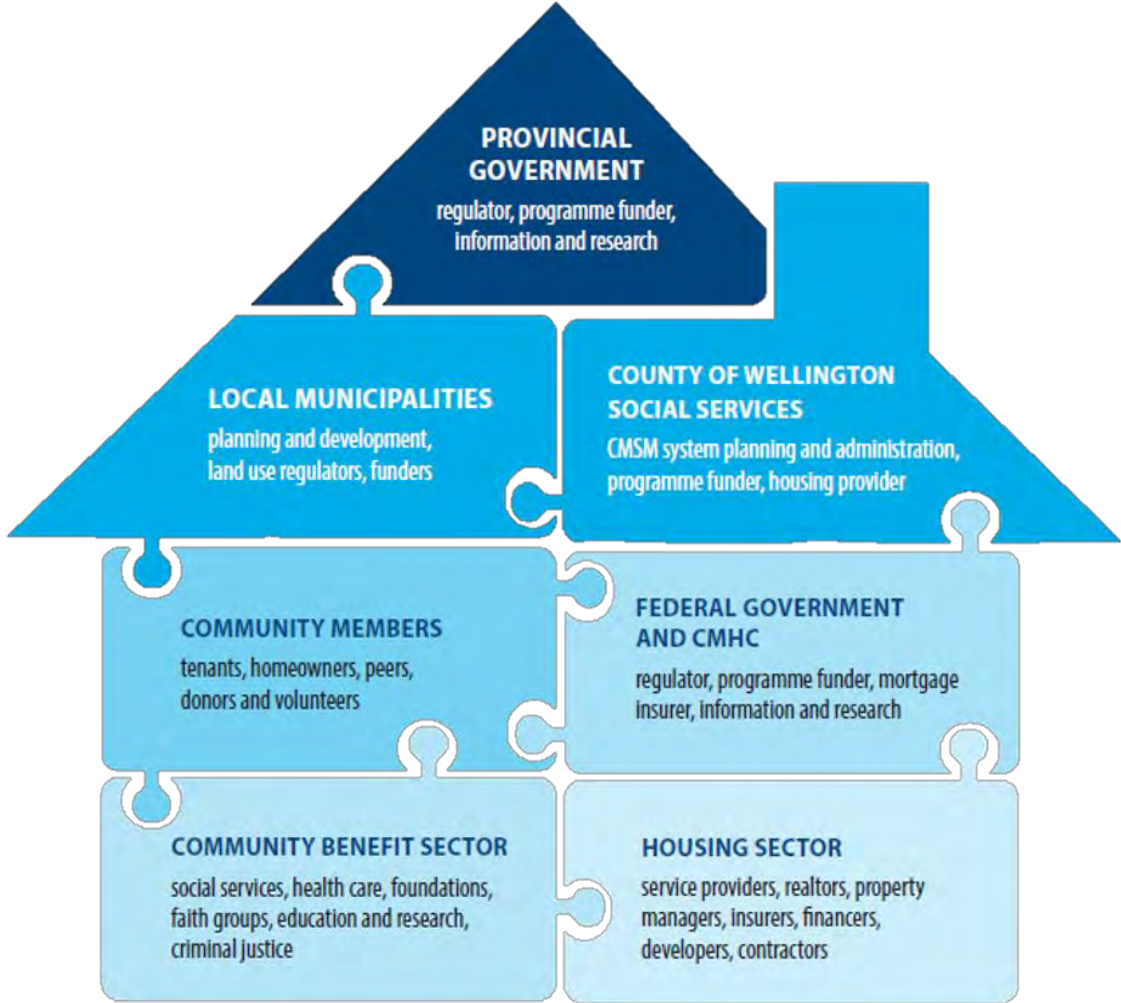 PROVINCIAL
GOVERNMENT
regulator, programme funder,
information and research
LOCAL MUNICIPALITIES
planning and development,
land use regulators, funders
COUNTY OF WELLINGTON
SOCIAL SERVICES
CMSM system planning and administration,
programme funder, housing provider
COMMUNITY MEMBERS
tenants, homeowners, peers,
donors and volunteers
FEDERAL GOVERNMENT
AND CMHC
regulator, programme funder, mortgage
insurer, information and research
COMMUNITY BENEFIT SECTOR
social services, health care, foundations,
faith groups, education and research,
criminal justice
HOUSING SECTOR
service providers, realtors, property
managers, insurers, financers,
developers, contractors